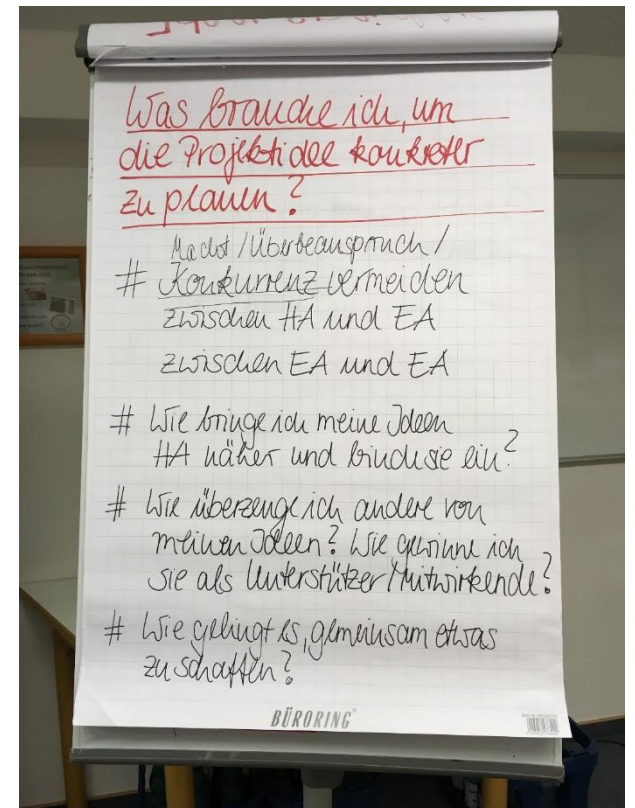 Was brauche ich, um
die Projektidee konkreter
zu planen?
Macht / Überbeanspruch /
# Konkurrenz vermeiden
zwischen HA und EA
zwischen EA und EA
# Wie bringe ich meine Ideen
HA näher und binde sie ein?
# Wie überzeuge ich andere von
meinen Ideen? Wie gewinne ich
sie als Unterstützer/Mitwirkende?
# Wie gelingt es, gemeinsam etwas
zu schaffen?
BÜRORING